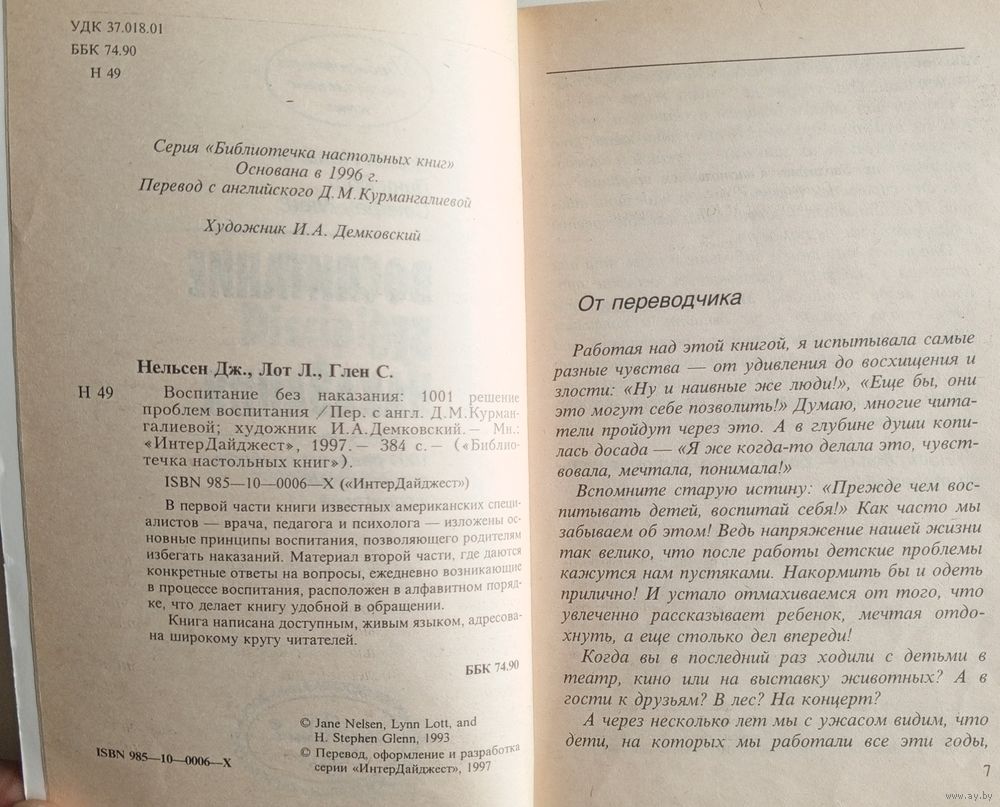 УДК 37.018.01
ББК 74.90
Н 49
Серия «Библиотечка настольных книг»
Основана в 1996 г.
Перевод с английского Д.М.Курмангалиевой
Художник И.А. Демковский
Нельсен Дж., Лот Л., Глен С.
Н 49
Воспитание без наказания: 1001 решение
проблем воспитания /Пер. с англ. Д.М.Курман-
галиевой; художник И.А.Демковский.— Мн.:
«ИнтерДайджест», 1997.— 384 с.— («Библио-
течка настольных книг»).
ISBN 985—10—0006—Х («ИнтерДайджест»)
В первой части книги известных американских специ-
алистов — врача, педагога и психолога — изложены ос-
новные принципы воспитания, позволяющего родителям
избегать наказаний. Материал второй части, где даются
конкретные ответы на вопросы, ежедневно возникающие
в процессе воспитания, расположен в алфавитном поряд-
ке, что делает книгу удобной в обращении.
Книга написана доступным, живым языком, адресова-
на широкому кругу читателей.
ББК 74.90
© Jane Nelsen, Lynn Lott, and
H. Stephen Glenn, 1993
© Перевод, оформление и разработка
серии «ИнтерДайджест», 1997
ISBN 985—10—0006—Х
От переводчика
Работая над этой книгой, я испытывала самые
разные чувства — от удивления до восхищения и
злости: «Ну и наивные же люди!», «Еще бы, они
это могут себе позволить!» Думаю, многие чита-
тели пройдут через это. А в глубине души копи-
лась досада — «Я же когда-то делала это, чувст-
вовала, мечтала, понимала!»
Вспомните старую истину: «Прежде чем вос-
питывать детей, воспитай себя!» Как часто мы
забываем об этом! Ведь напряжение нашей жизни
так велико, что после работы детские проблемы
кажутся нам пустяками. Накормить бы и одеть
прилично! И устало отмахиваемся от того, что
увлеченно рассказывает ребенок, мечтая отдо-
хнуть, а еще столько дел впереди!
Когда вы в последний раз ходили с детьми в
театр, кино или на выставку животных? А в
гости к друзьям? В лес? На концерт?
А через несколько лет мы с ужасом видим, что
дети, на которых мы работали все эти годы,
7
www.ay.by